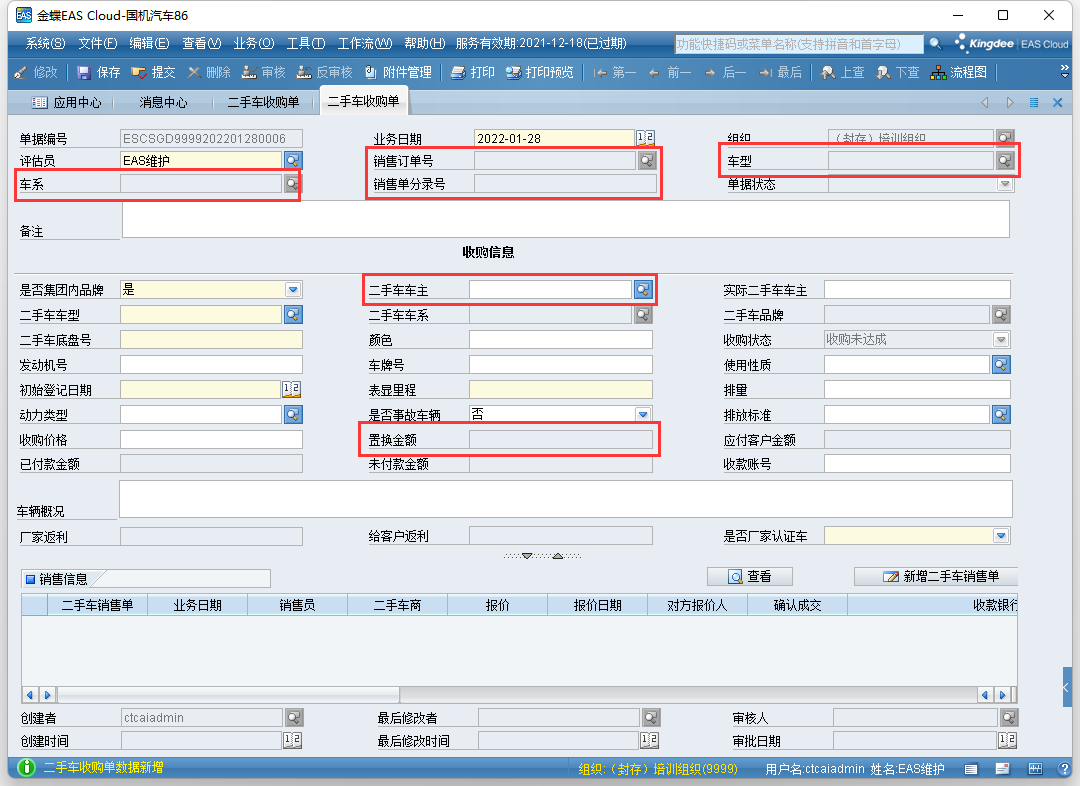 金蝶EAS Cloud-国机汽车86
系统(S) 文件(F) 编辑(E) 查看(V) 业务(O) 工具(T) 工作流(W) 帮助(H) 服务有效期:2021-12-18(已过期) 功能快捷码或菜单名称(支持拼音和首字母) Kingdee EAS Cloud
修改 保存 提交 删除 审核 反审核 附件管理 打印 打印预览 第一 前一 后一 最后 上查 下查 流程图
应用中心 消息中心 二手车收购单 二手车收购单
单据编号 ESCSGD9999202201280006 业务日期 2022-01-28 组织 (封存)培训组织
评估员 EAS维护 销售订单号 车型
车系 销售单分录号 单据状态
备注
收购信息
是否集团内品牌 是 二手车车主 实际二手车车主
二手车车型 二手车车系 二手车品牌
二手车底盘号 颜色 收购状态 收购未达成
发动机号 车牌号 使用性质
初始登记日期 表显里程 排量
动力类型 是否事故车辆 否 排放标准
收购价格 置换金额 应付客户金额
已付款金额 未付款金额 收款账号
车辆概况
厂家返利 给客户返利 是否厂家认证车
销售信息 查看 新增二手车销售单
二手车销售单 业务日期 销售员 二手车商 报价 报价日期 对方报价人 确认成交 收款银行
创建者 ctcaiadmin 最后修改者 审核人
创建时间 最后修改时间 审批日期
二手车收购单数据新增 组织:(封存)培训组织(9999) 用户名:ctcaiadmin 姓名:EAS维护